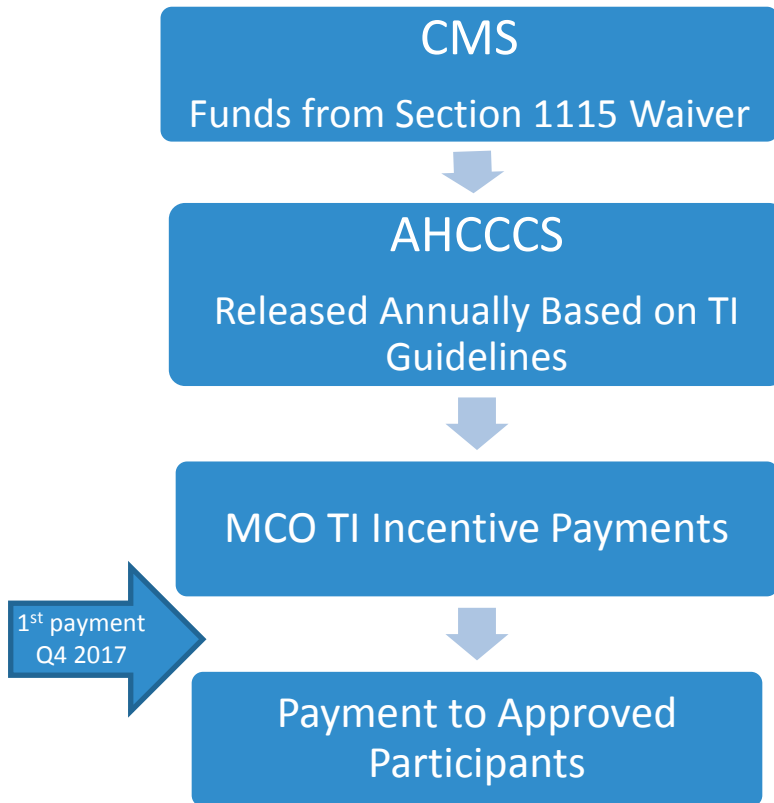 CMS
Funds from Section 1115 Waiver
AHCCCS
Released Annually Based on TI
Guidelines
MCO TI Incentive Payments
1st payment
Q4 2017
Payment to Approved
Participants